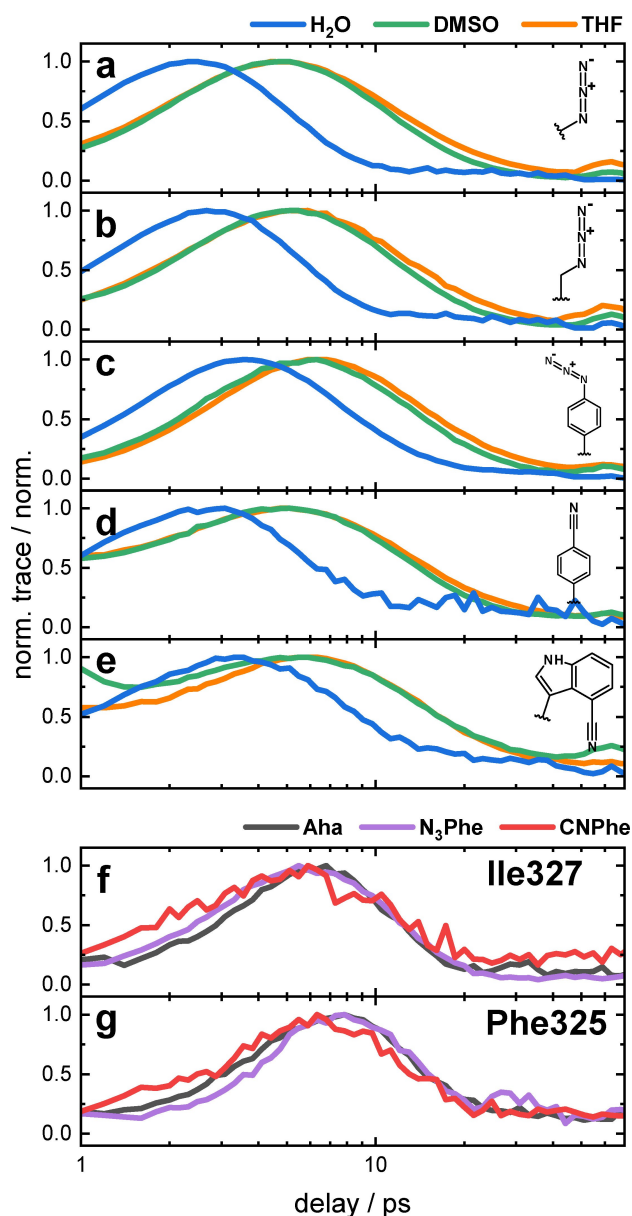 H₂O DMSO THF
a
1.0
0.5
0.0
N⁻
N⁺
N
b
1.0
0.5
0.0
N⁻
N⁺
N
c
1.0
0.5
0.0
N⁻ N⁺ N
d
1.0
0.5
0.0
N
e
1.0
0.5
0.0
NH
N
norm. trace / norm.
Aha N₃Phe CNPhe
f Ile327
1.0
0.5
0.0
g Phe325
1.0
0.5
0.0
1 10
delay / ps